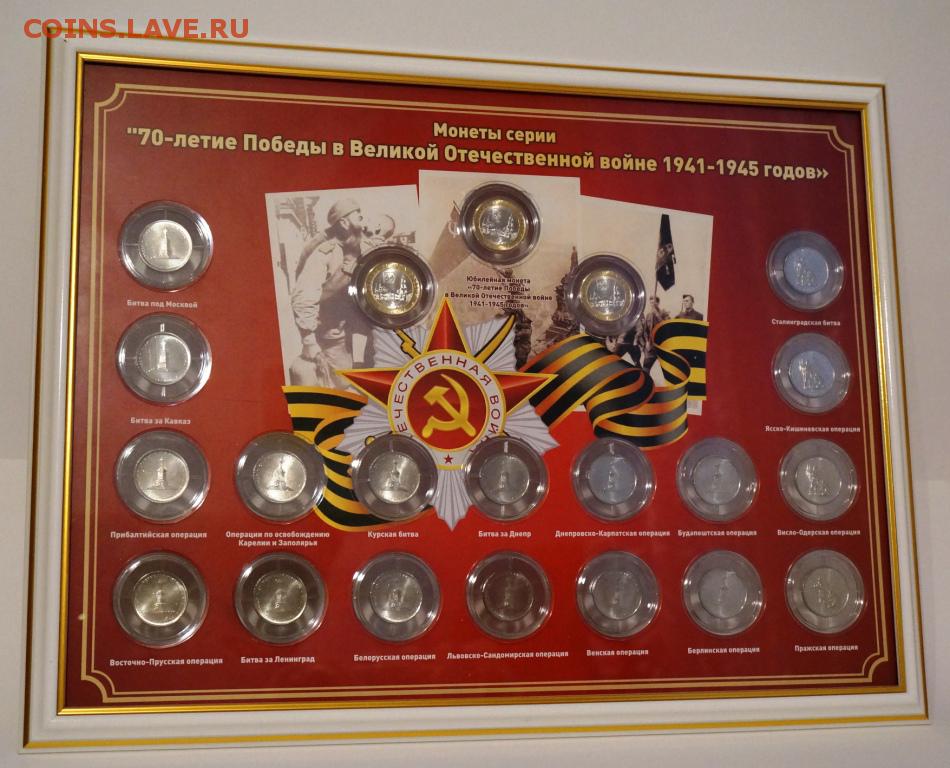 COINS.LAVE.RU
Монеты серии
"70-летие Победы в Великой Отечественной войне 1941-1945 годов»
Юбилейная монета
«70-летие Победы
в Великой Отечественной войне
1941-1945 годов»
Битва под Москвой
Сталинградская битва
Битва за Кавказ
Ясско-Кишиневская операция
ЧЕСТВЕННАЯ ВОЙН
Прибалтийская операция
Операции по освобождению
Карелии и Заполярья
Курская битва
Битва за Днепр
Днепровско-Карпатская операция
Будапештская операция
Висло-Одерская операция
Восточно-Прусская операция
Битва за Ленинград
Белорусская операция
Львовско-Сандомирская операция
Венская операция
Берлинская операция
Пражская операция